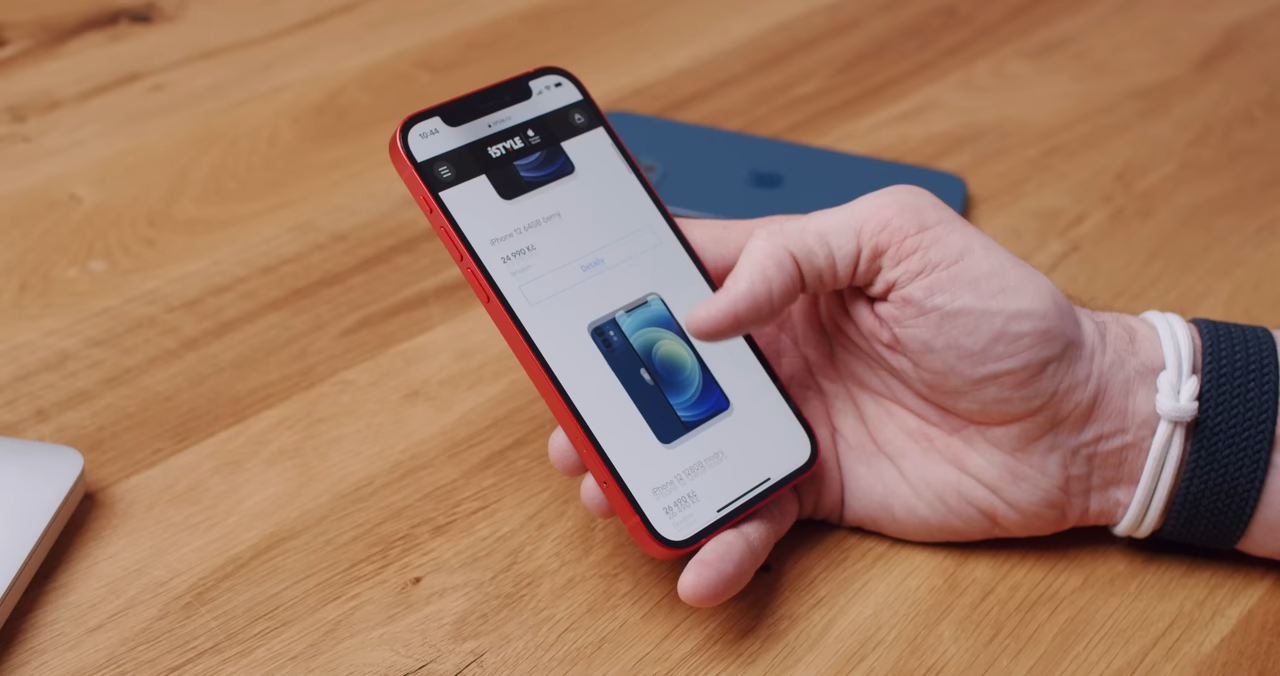 10:44
iSTYLE
iPhone 12 64GB černý
24 990 Kč
Detaily
iPhone 12 128GB modrý
26 490 Kč